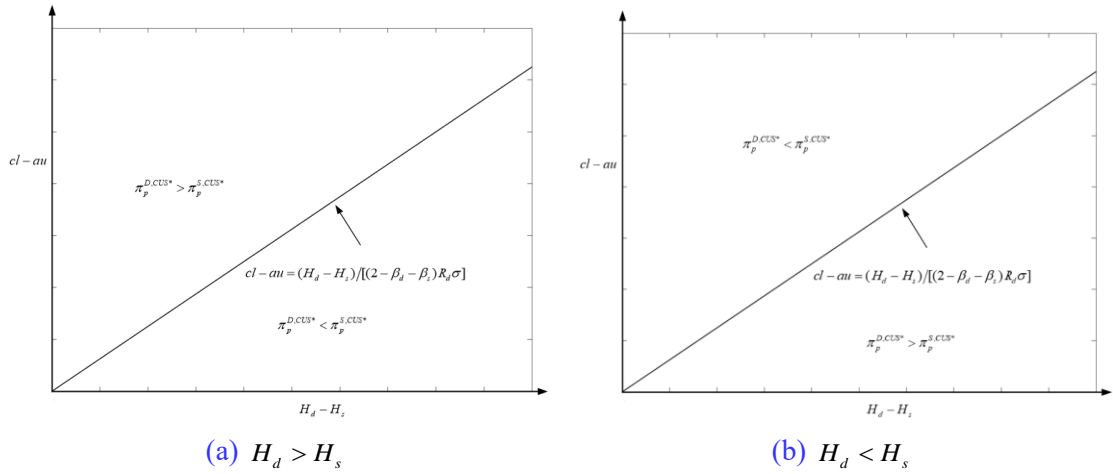 cl − au
π_p^{D,CUS*} > π_p^{S,CUS*}
cl − au = (H_d − H_s)/[(2 − β_d − β_s)R_dσ]
π_p^{D,CUS*} < π_p^{S,CUS*}
H_d − H_s
(a) H_d > H_s
π_p^{D,CUS*} < π_p^{S,CUS*}
cl − au
cl − au = (H_d − H_s)/[(2 − β_d − β_s)R_dσ]
π_p^{D,CUS*} > π_p^{S,CUS*}
H_d − H_s
(b) H_d < H_s